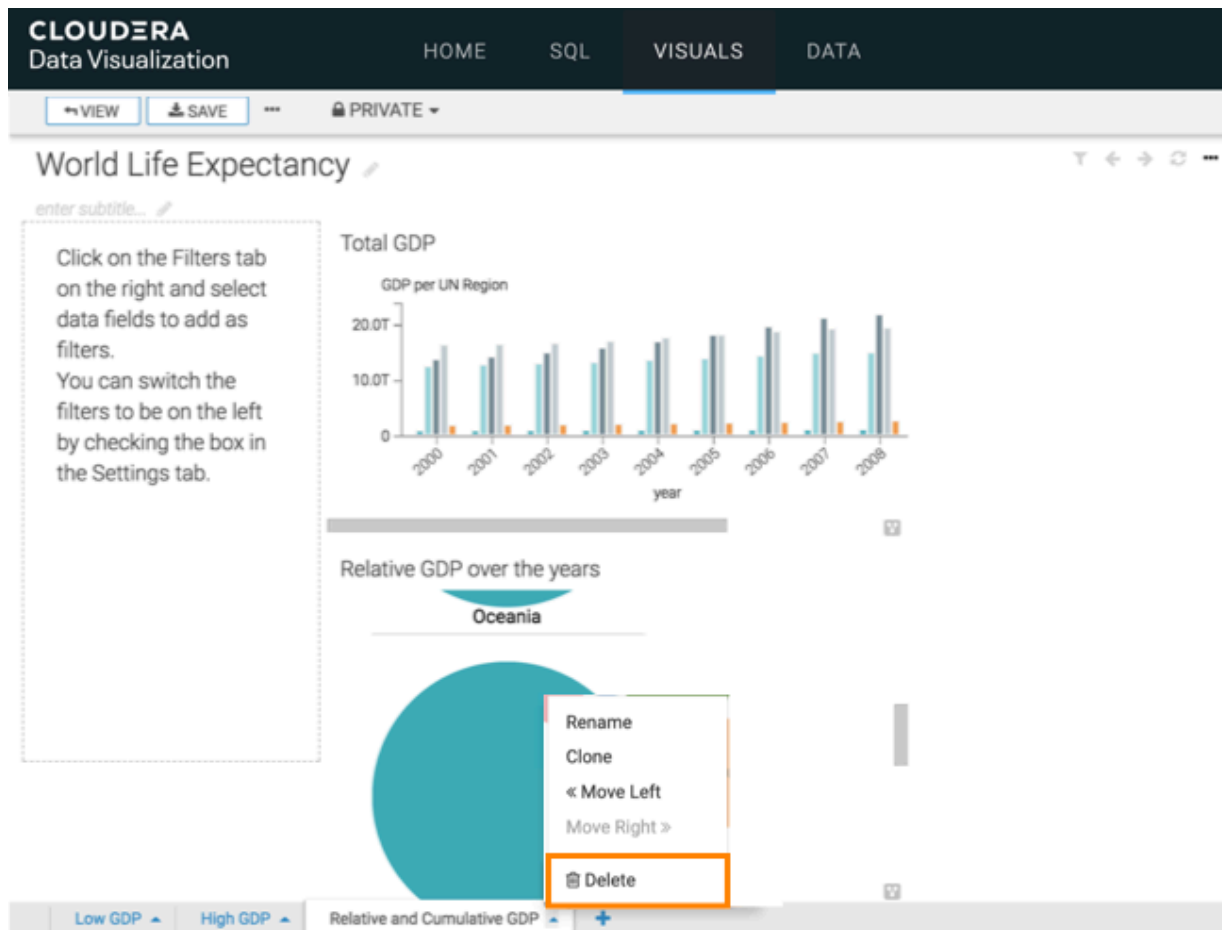 CLOUDERA
Data Visualization
HOME SQL VISUALS DATA
VIEW SAVE PRIVATE
World Life Expectancy
enter subtitle...
Click on the Filters tab
on the right and select
data fields to add as
filters.
You can switch the
filters to be on the left
by checking the box in
the Settings tab.
Total GDP
GDP per UN Region
20.0T
10.0T
0
2000 2001 2002 2003 2004 2005 2006 2007 2008
year
Relative GDP over the years
Oceania
Rename
Clone
« Move Left
Move Right »
Delete
Low GDP High GDP Relative and Cumulative GDP +